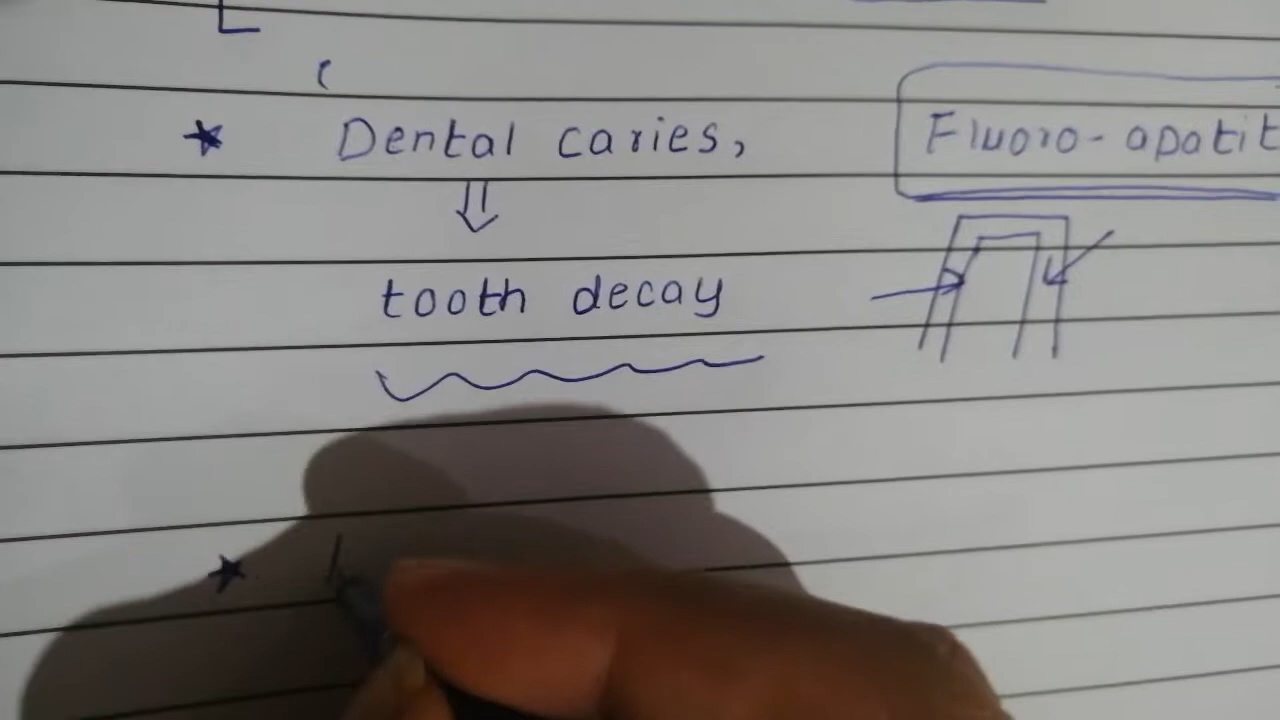 ★ Dental caries,
Fluoro-apatit
⇓
tooth decay
★